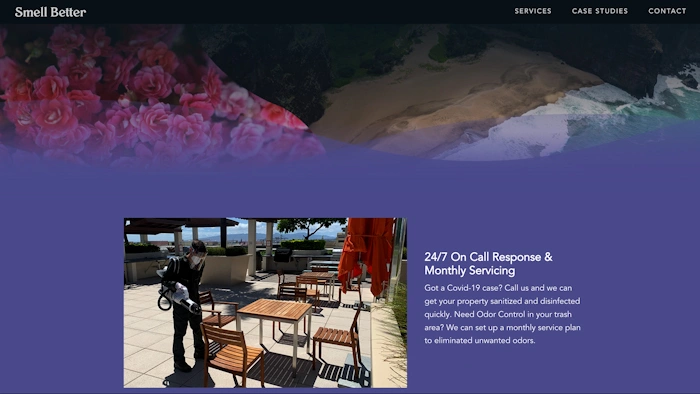 Smell Better
SERVICES
CASE STUDIES
CONTACT
24/7 On Call Response &
Monthly Servicing
Got a Covid-19 case? Call us and we can
get your property sanitized and disinfected
quickly. Need Odor Control in your trash
area? We can set up a monthly service plan
to eliminated unwanted odors.